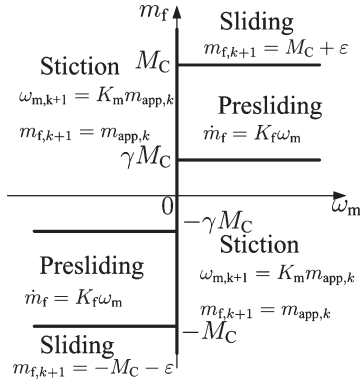 m_f
Sliding
m_{f,k+1} = M_C + ε
M_C
Stiction
ω_{m,k+1} = K_m m_{app,k}
m_{f,k+1} = m_{app,k}
Presliding
ṁ_f = K_f ω_m
γM_C
0
ω_m
−γM_C
Stiction
ω_{m,k+1} = K_m m_{app,k}
m_{f,k+1} = m_{app,k}
Presliding
ṁ_f = K_f ω_m
−M_C
Sliding
m_{f,k+1} = −M_C − ε